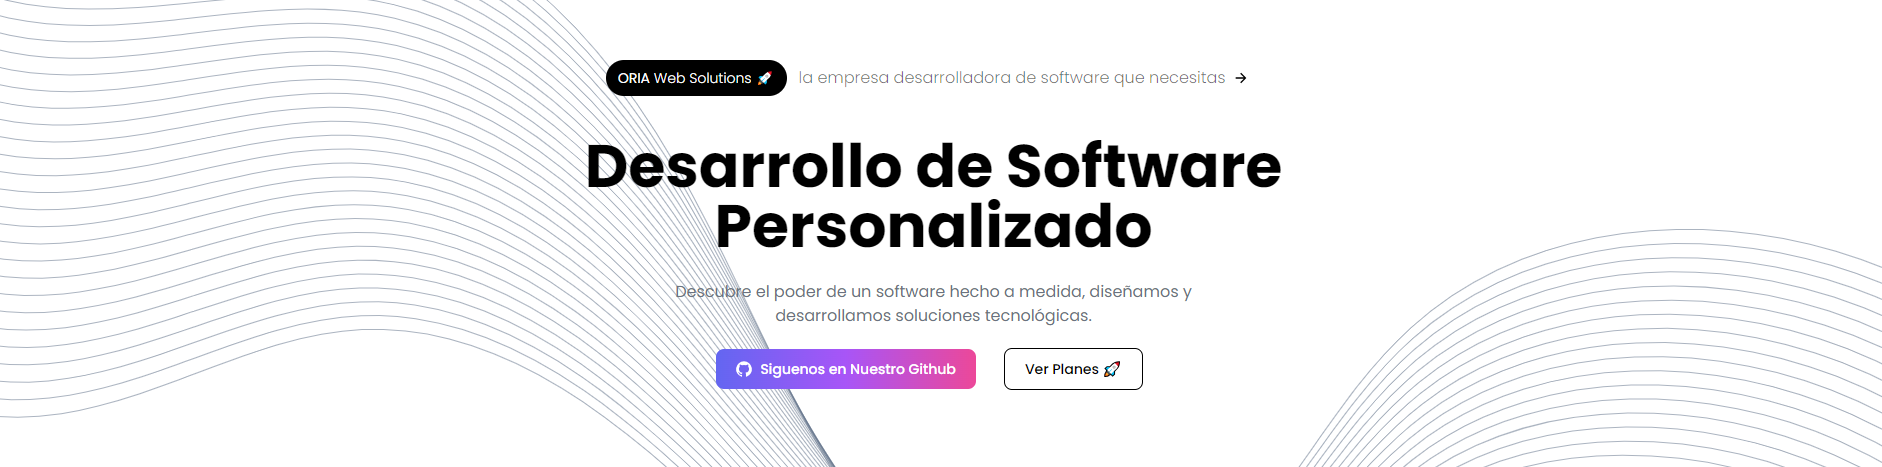 ORIA Web Solutions 🚀 la empresa desarrolladora de software que necesitas →
Desarrollo de Software
Personalizado
Descubre el poder de un software hecho a medida, diseñamos y
desarrollamos soluciones tecnológicas.
Siguenos en Nuestro Github
Ver Planes 🚀